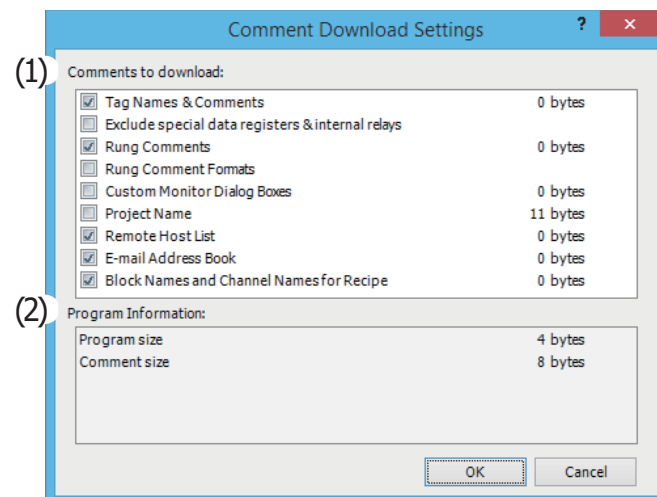 Comment Download Settings ? ×
(1) Comments to download:
Tag Names & Comments 0 bytes
Exclude special data registers & internal relays
Rung Comments 0 bytes
Rung Comment Formats
Custom Monitor Dialog Boxes 0 bytes
Project Name 11 bytes
Remote Host List 0 bytes
E-mail Address Book 0 bytes
Block Names and Channel Names for Recipe 0 bytes
(2) Program Information:
Program size 4 bytes
Comment size 8 bytes
OK Cancel